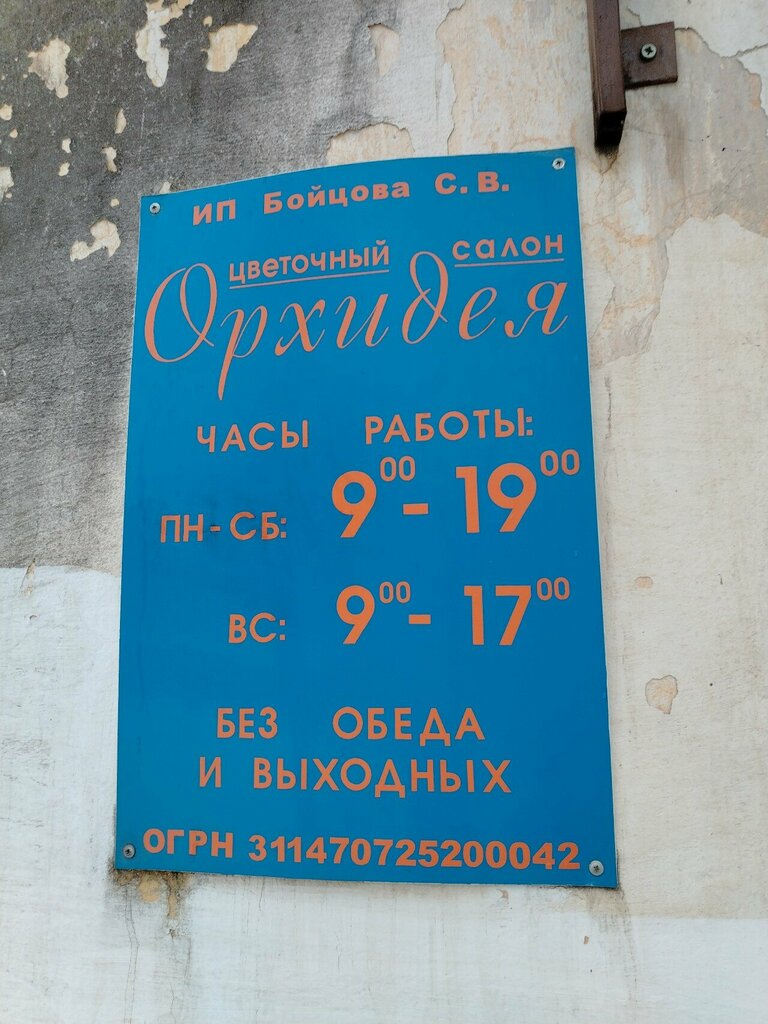 ИП Бойцова С. В.
цветочный салон
Орхидея
ЧАСЫ РАБОТЫ:
ПН-СБ: 9⁰⁰ - 19⁰⁰
ВС: 9⁰⁰ - 17⁰⁰
БЕЗ ОБЕДА
И ВЫХОДНЫХ
ОГРН 311470725200042